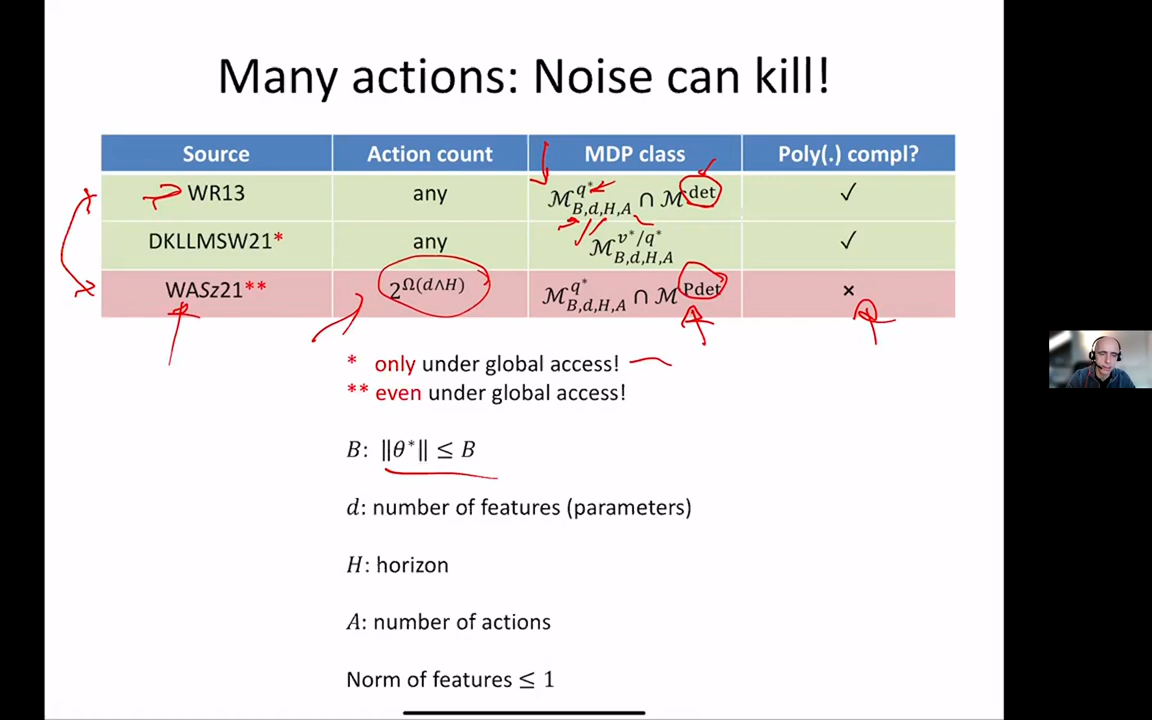 Many actions: Noise can kill!
Source Action count MDP class Poly(.) compl?
WR13 any ℳ^{q*}_{B,d,H,A} ∩ ℳ^{det} ✓
DKLLMSW21* any ℳ^{v*/q*}_{B,d,H,A} ✓
WASz21** 2^{Ω(d∧H)} ℳ^{q*}_{B,d,H,A} ∩ ℳ^{Pdet} ×
* only under global access!
** even under global access!
B: ‖θ*‖ ≤ B
d: number of features (parameters)
H: horizon
A: number of actions
Norm of features ≤ 1